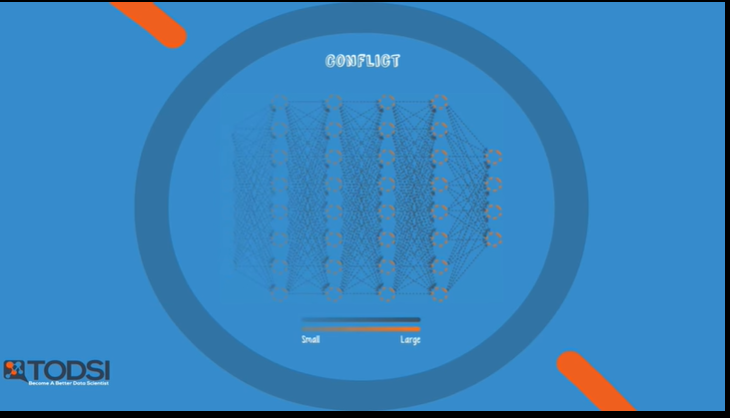 CONFLICT
Small Large
TODSI
Become A Better Data Scientist